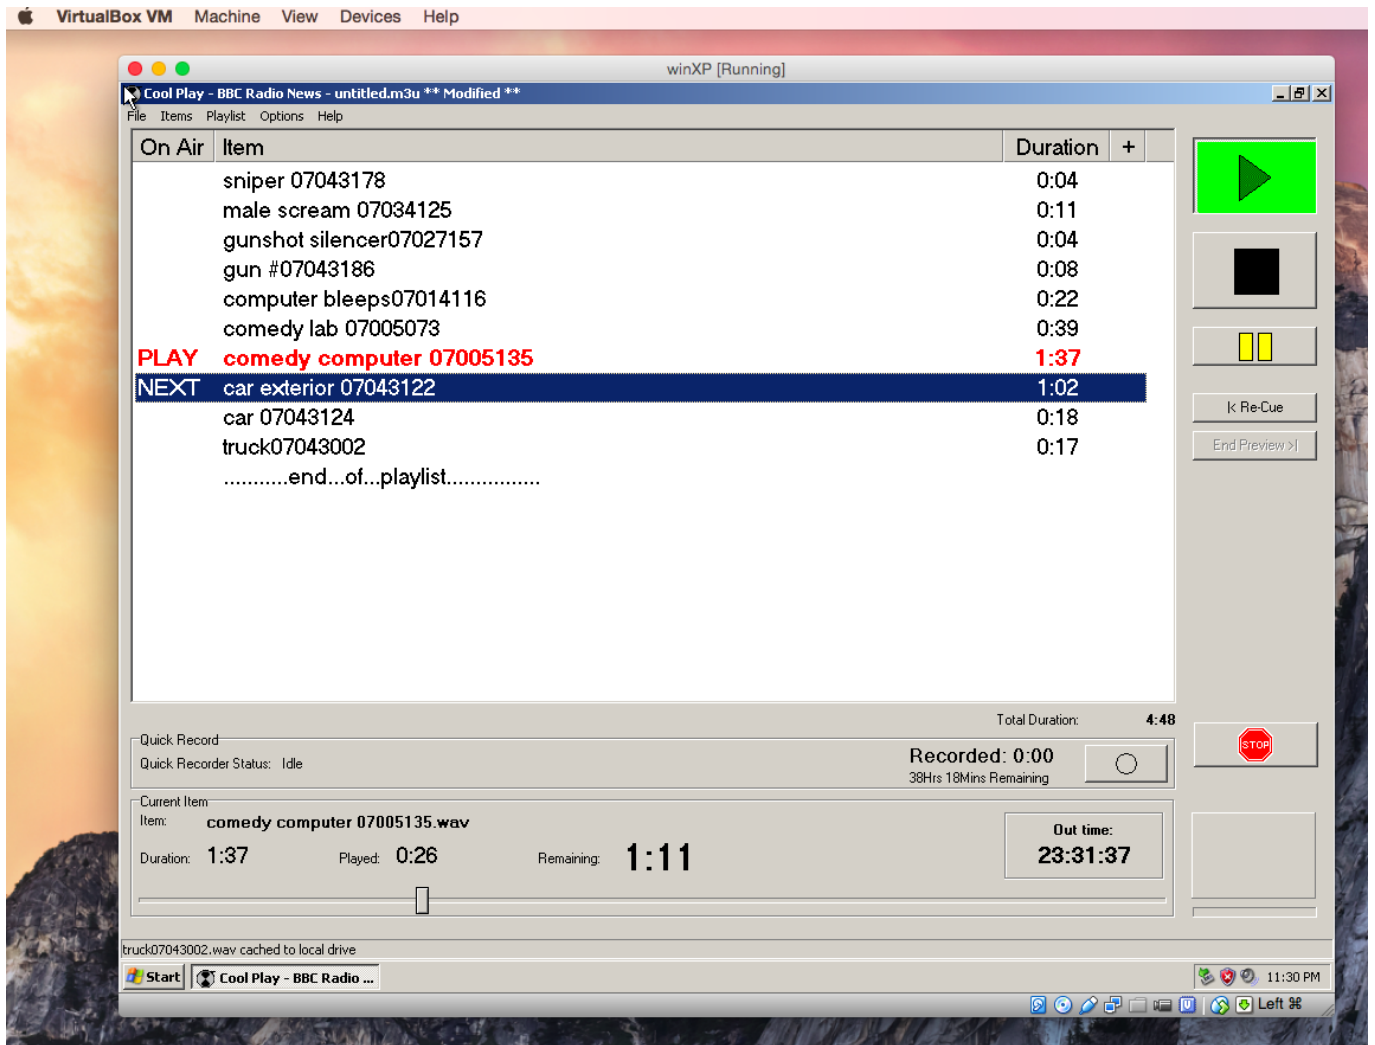 VirtualBox VM Machine View Devices Help
winXP [Running]
Cool Play - BBC Radio News - untitled.m3u ** Modified **
File Items Playlist Options Help
On Air Item Duration +
sniper 07043178 0:04
male scream 07034125 0:11
gunshot silencer07027157 0:04
gun #07043186 0:08
computer bleeps07014116 0:22
comedy lab 07005073 0:39
PLAY comedy computer 07005135 1:37
NEXT car exterior 07043122 1:02
car 07043124 0:18
truck07043002 0:17
...........end...of...playlist................
|< Re-Cue
End Preview >|
Total Duration: 4:48
STOP
Quick Record
Quick Recorder Status: Idle
Recorded: 0:00
38Hrs 18Mins Remaining
Current Item
Item: comedy computer 07005135.wav
Duration: 1:37 Played: 0:26 Remaining: 1:11
Out time:
23:31:37
truck07043002.wav cached to local drive
Start Cool Play - BBC Radio ... 11:30 PM
Left ⌘